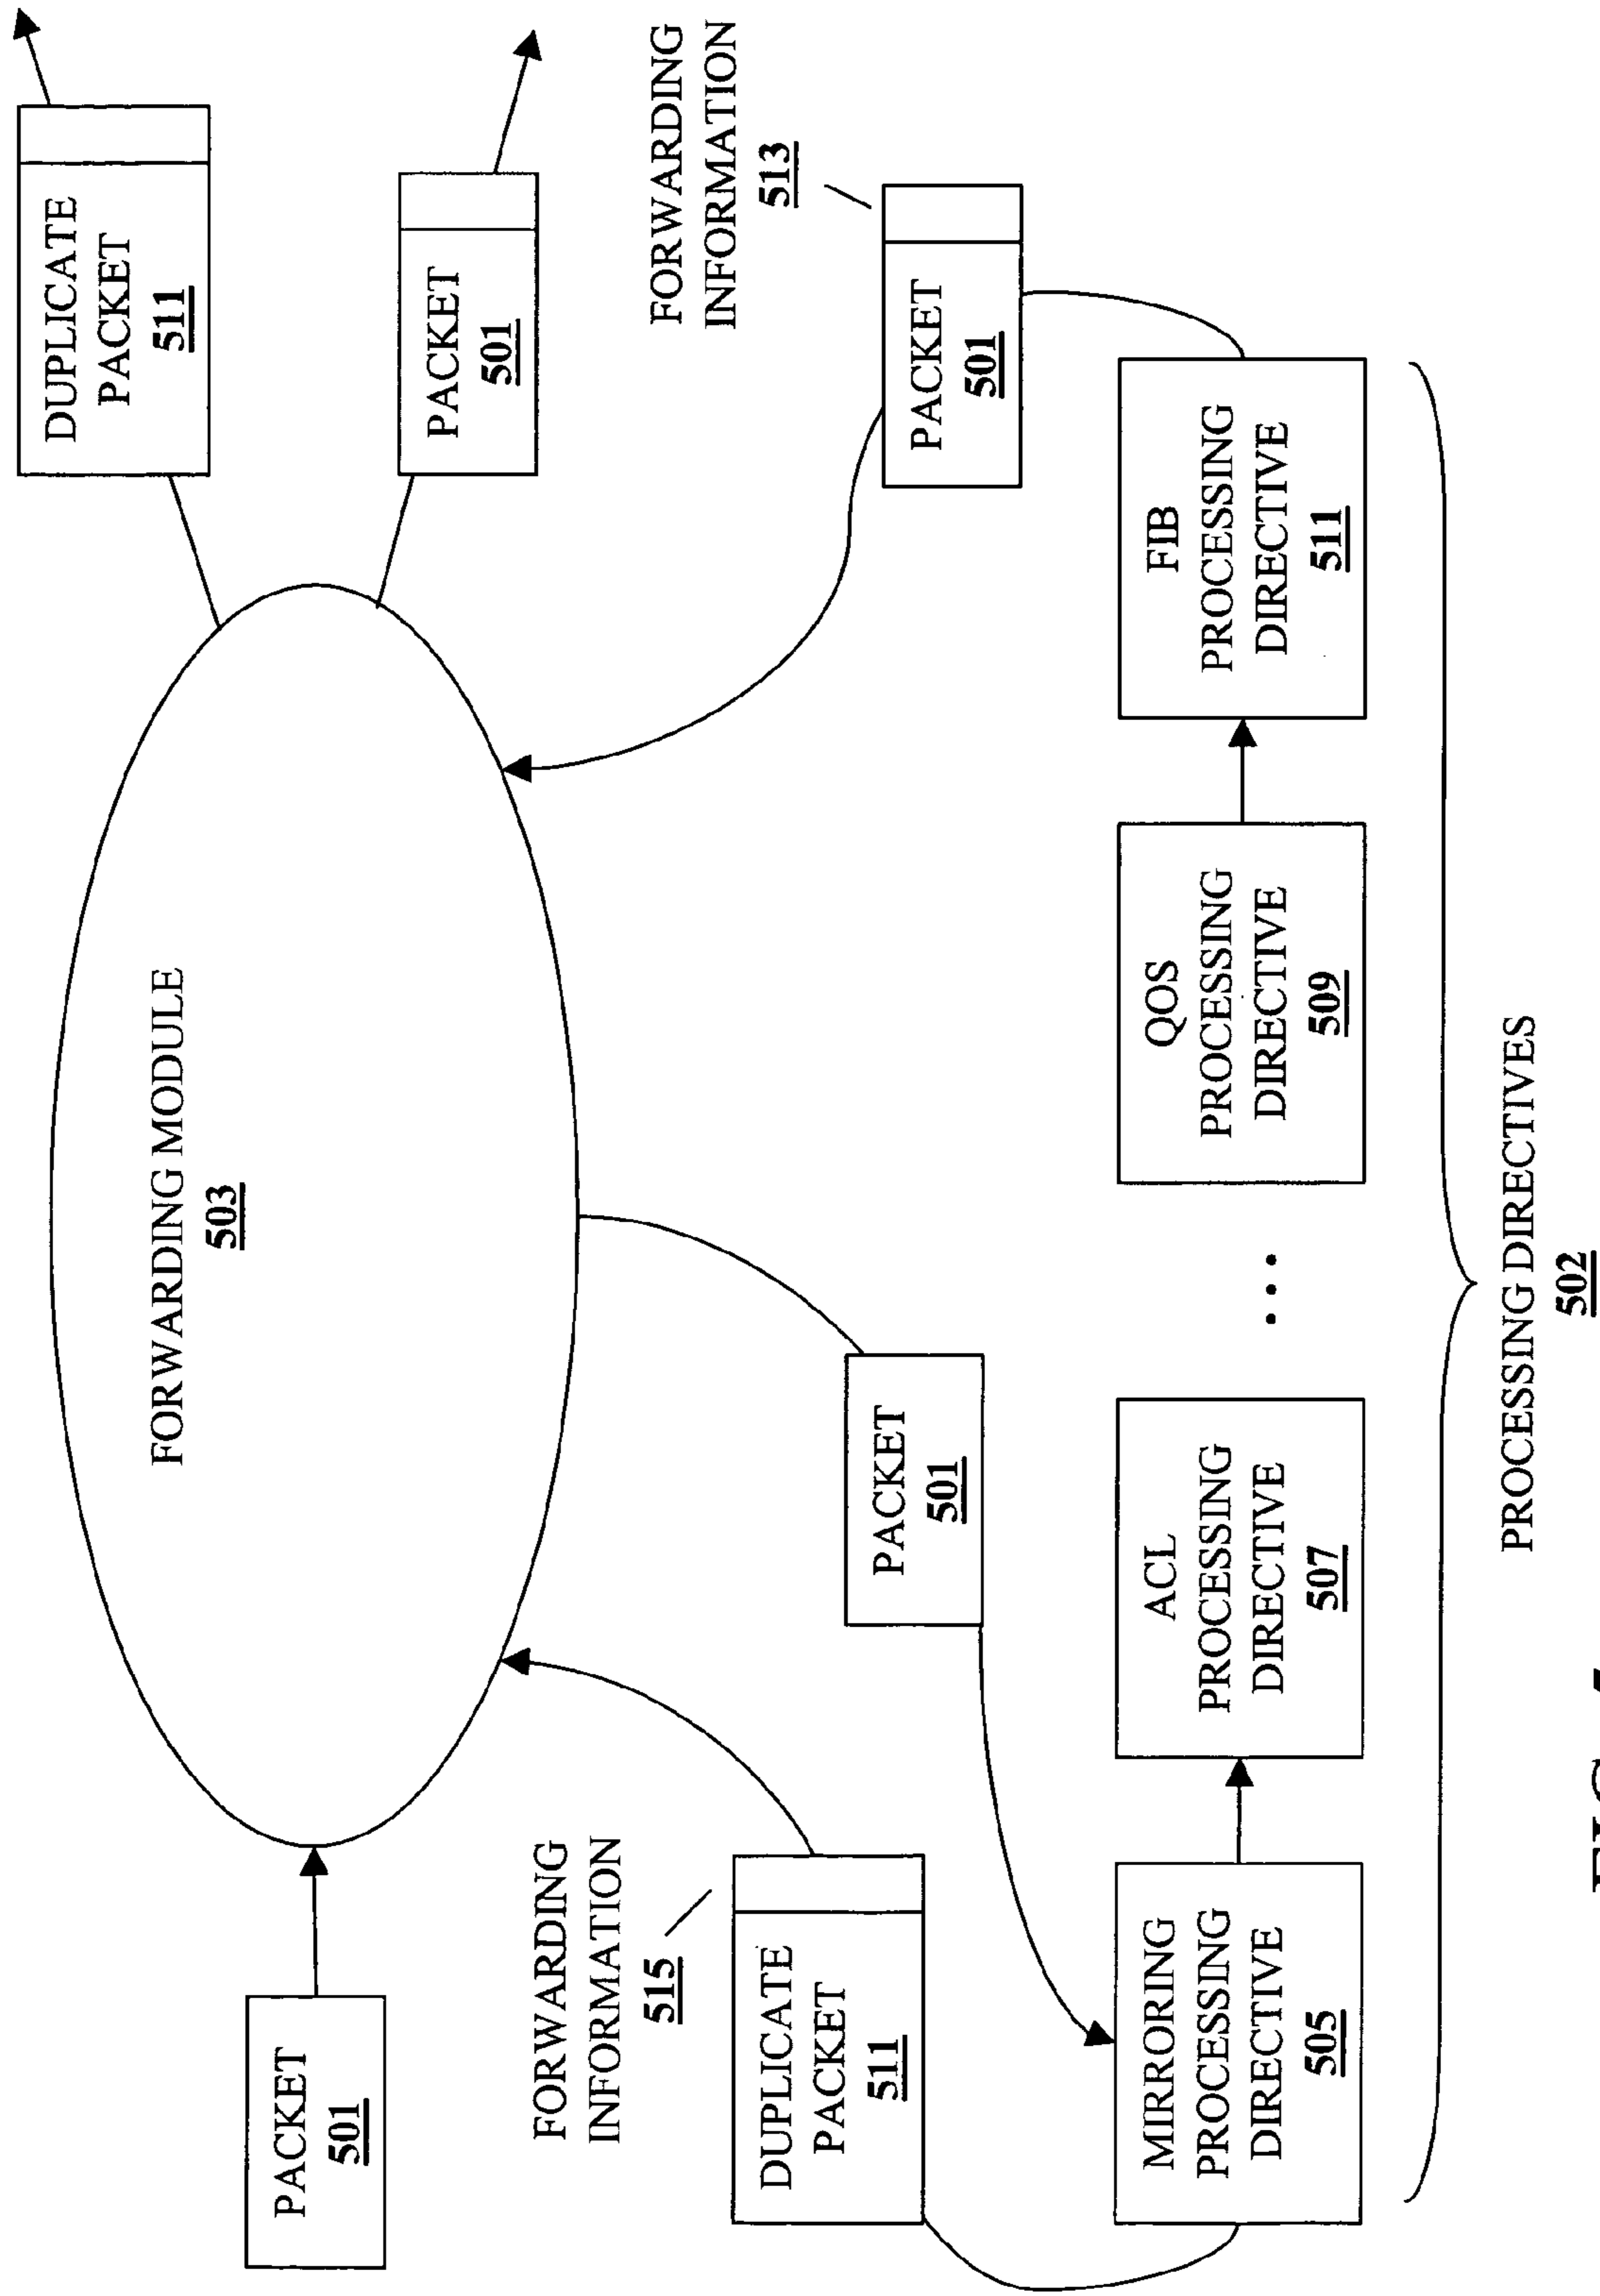 PACKET
501
FORWARDING MODULE
503
DUPLICATE
PACKET
511
PACKET
501
FORWARDING
INFORMATION
515
DUPLICATE
PACKET
511
PACKET
501
FORWARDING
INFORMATION
513
PACKET
501
MIRRORING
PROCESSING
DIRECTIVE
505
ACL
PROCESSING
DIRECTIVE
507
...
QOS
PROCESSING
DIRECTIVE
509
FIB
PROCESSING
DIRECTIVE
511
PROCESSING DIRECTIVES
502